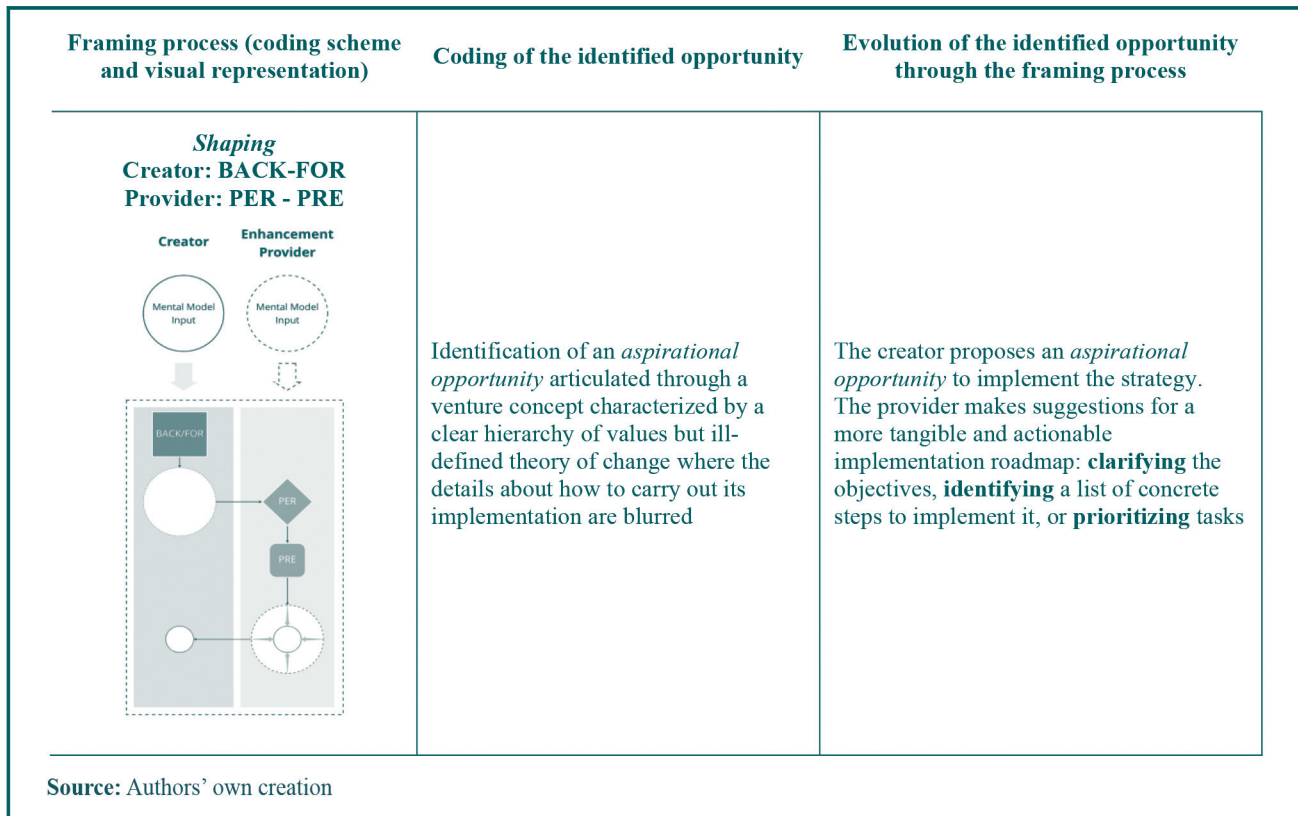 Framing process (coding scheme
and visual representation)
Coding of the identified opportunity
Evolution of the identified opportunity
through the framing process
Shaping
Creator: BACK-FOR
Provider: PER - PRE
Creator
Enhancement
Provider
Mental Model
Input
Mental Model
Input
BACK/FOR
PER
PRE
Identification of an aspirational
opportunity articulated through a
venture concept characterized by a
clear hierarchy of values but ill-
defined theory of change where the
details about how to carry out its
implementation are blurred
The creator proposes an aspirational
opportunity to implement the strategy.
The provider makes suggestions for a
more tangible and actionable
implementation roadmap: clarifying the
objectives, identifying a list of concrete
steps to implement it, or prioritizing tasks
Source: Authors’ own creation